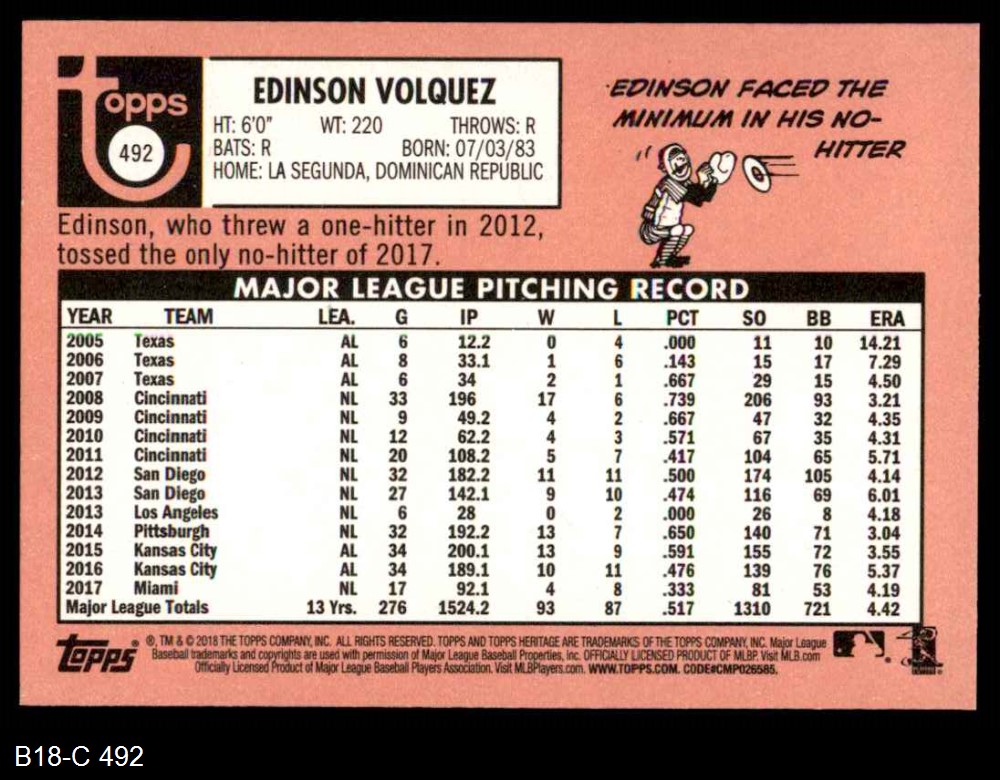 topps
492
EDINSON VOLQUEZ
HT: 6'0" WT: 220 THROWS: R
BATS: R BORN: 07/03/83
HOME: LA SEGUNDA, DOMINICAN REPUBLIC
EDINSON FACED THE
MINIMUM IN HIS NO-
HITTER
Edinson, who threw a one-hitter in 2012,
tossed the only no-hitter of 2017.
MAJOR LEAGUE PITCHING RECORD
YEAR TEAM LEA. G IP W L PCT SO BB ERA
2005 Texas AL 6 12.2 0 4 .000 11 10 14.21
2006 Texas AL 8 33.1 1 6 .143 15 17 7.29
2007 Texas AL 6 34 2 1 .667 29 15 4.50
2008 Cincinnati NL 33 196 17 6 .739 206 93 3.21
2009 Cincinnati NL 9 49.2 4 2 .667 47 32 4.35
2010 Cincinnati NL 12 62.2 4 3 .571 67 35 4.31
2011 Cincinnati NL 20 108.2 5 7 .417 104 65 5.71
2012 San Diego NL 32 182.2 11 11 .500 174 105 4.14
2013 San Diego NL 27 142.1 9 10 .474 116 69 6.01
2013 Los Angeles NL 6 28 0 2 .000 26 8 4.18
2014 Pittsburgh NL 32 192.2 13 7 .650 140 71 3.04
2015 Kansas City AL 34 200.1 13 9 .591 155 72 3.55
2016 Kansas City AL 34 189.1 10 11 .476 139 76 5.37
2017 Miami NL 17 92.1 4 8 .333 81 53 4.19
Major League Totals 13 Yrs. 276 1524.2 93 87 .517 1310 721 4.42
topps ®, TM & © 2018 THE TOPPS COMPANY, INC. ALL RIGHTS RESERVED. TOPPS AND TOPPS HERITAGE ARE TRADEMARKS OF THE TOPPS COMPANY, INC. Major League
Baseball trademarks and copyrights are used with permission of Major League Baseball Properties, Inc. OFFICIALLY LICENSED PRODUCT OF MLBP. Visit MLB.com
Officially Licensed Product of Major League Baseball Players Association. Visit MLBPlayers.com. WWW.TOPPS.COM. CODE#CMP026585.
B18-C 492